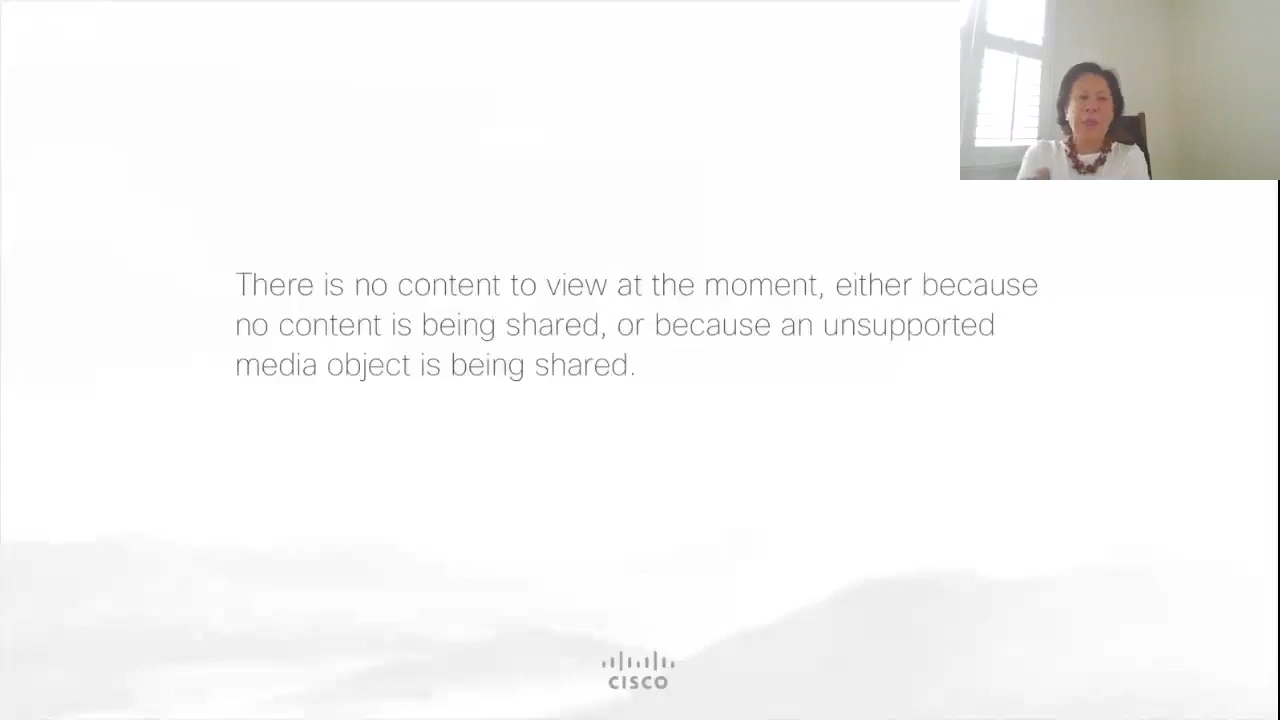 There is no content to view at the moment, either because
no content is being shared, or because an unsupported
media object is being shared.
CISCO